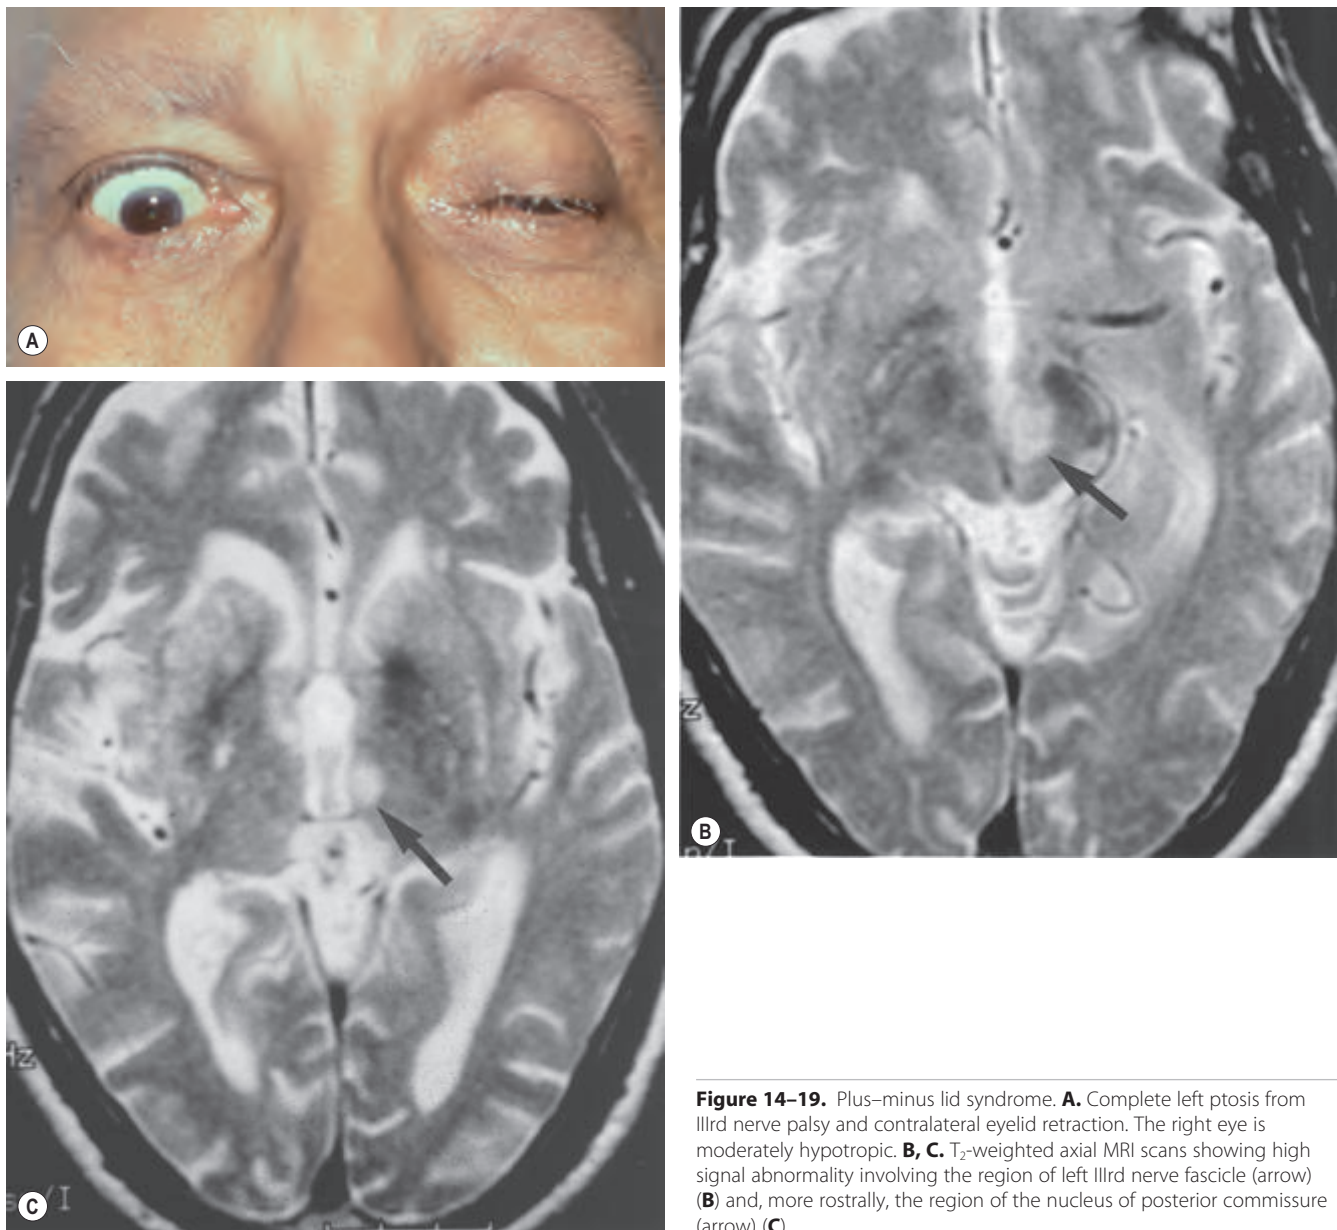 A
B
z
n/I
C
Hz
s/I
Figure 14–19. Plus–minus lid syndrome. A. Complete left ptosis from
IIIrd nerve palsy and contralateral eyelid retraction. The right eye is
moderately hypotropic. B, C. T₂-weighted axial MRI scans showing high
signal abnormality involving the region of left IIIrd nerve fascicle (arrow)
(B) and, more rostrally, the region of the nucleus of posterior commissure
(arrow) (C).